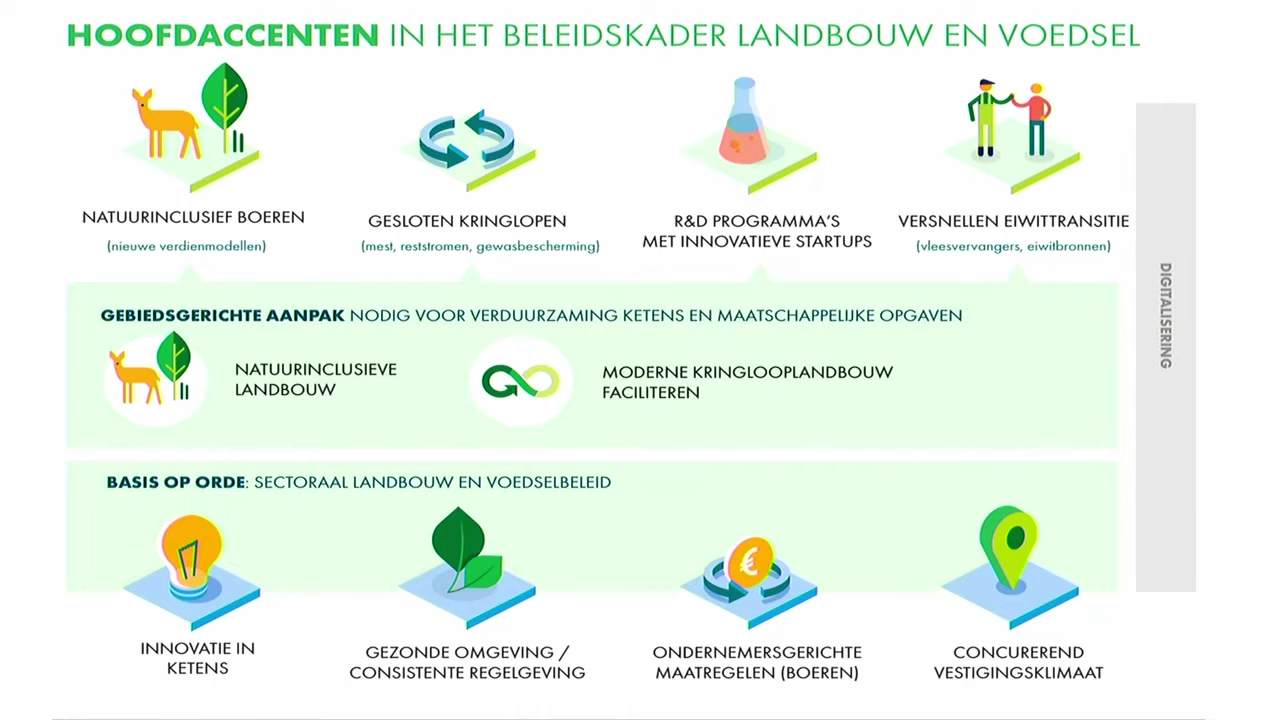 HOOFDACCENTEN IN HET BELEIDSKADER LANDBOUW EN VOEDSEL
NATUURINCLUSIEF BOEREN
(nieuwe verdienmodellen)
GESLOTEN KRINGLOPEN
(mest, reststromen, gewasbescherming)
R&D PROGRAMMA'S
MET INNOVATIEVE STARTUPS
VERSNELLEN EIWITTRANSITIE
(vleesvervangers, eiwitbronnen)
DIGITALISERING
GEBIEDSGERICHTE AANPAK NODIG VOOR VERDUURZAMING KETENS EN MAATSCHAPPELIJKE OPGAVEN
NATUURINCLUSIEVE
LANDBOUW
MODERNE KRINGLOOPLANDBOUW
FACILITEREN
BASIS OP ORDE: SECTORAAL LANDBOUW EN VOEDSELBELEID
€
INNOVATIE IN
KETENS
GEZONDE OMGEVING /
CONSISTENTE REGELGEVING
ONDERNEMERSGERICHTE
MAATREGELEN (BOEREN)
CONCUREREND
VESTIGINGSKLIMAAT